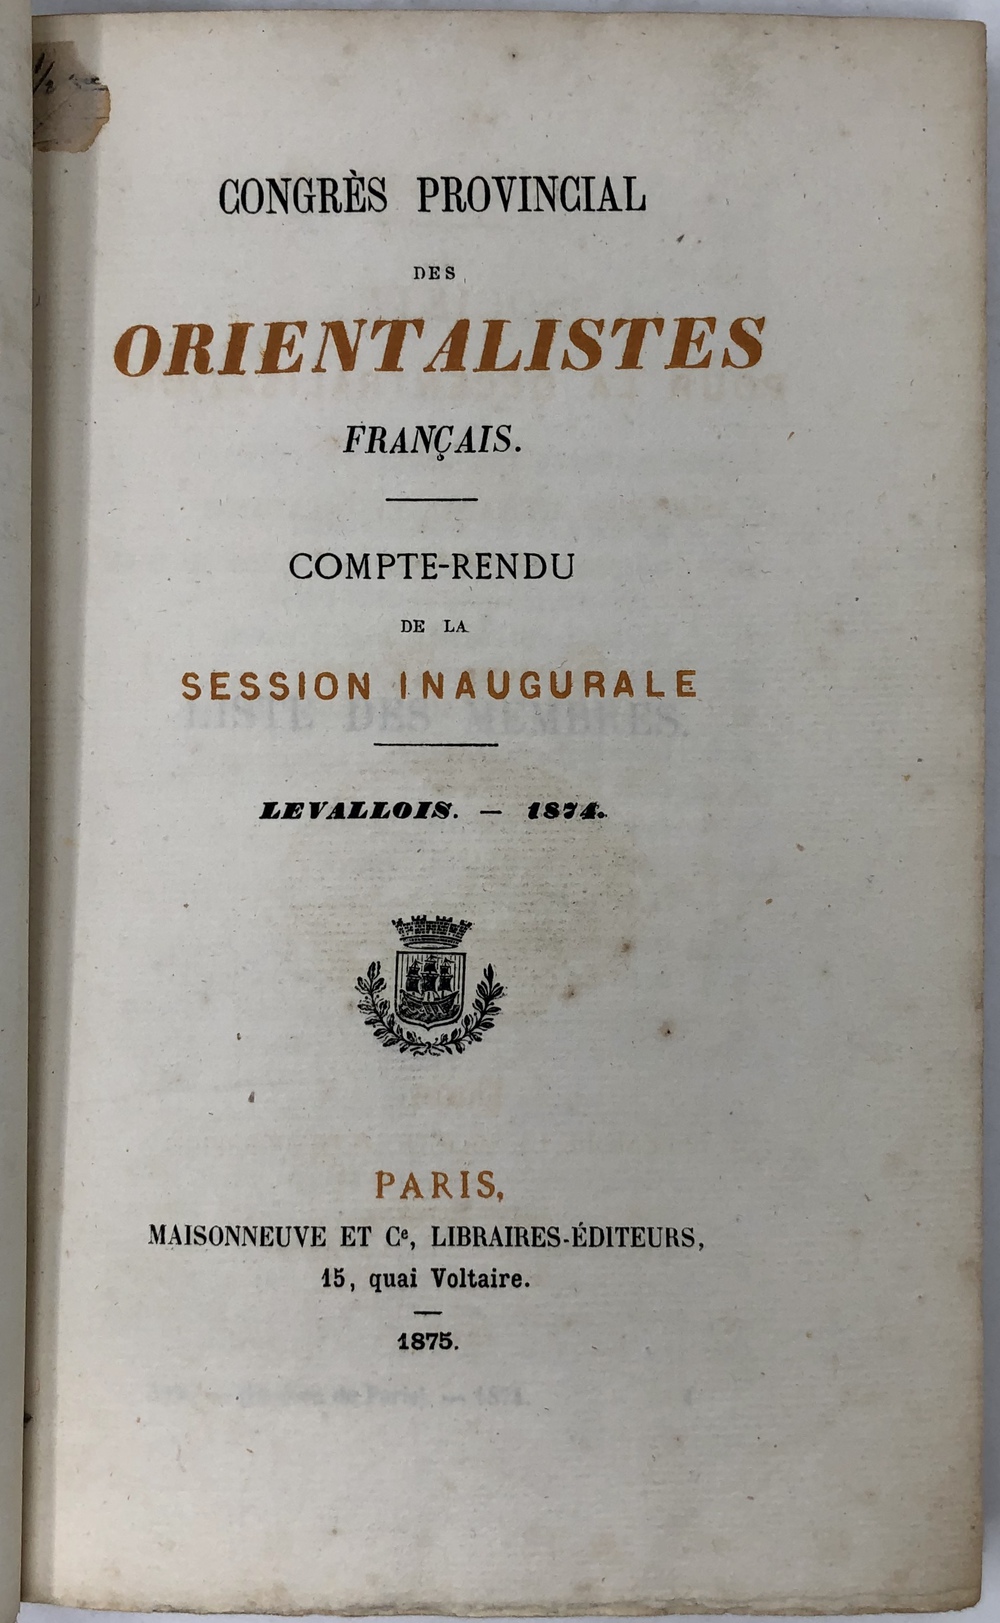 CONGRÈS PROVINCIAL
DES
ORIENTALISTES
FRANÇAIS.
COMPTE-RENDU
DE LA
SESSION INAUGURALE
LEVALLOIS. — 1874.
PARIS,
MAISONNEUVE ET Cᵉ, LIBRAIRES-ÉDITEURS,
15, quai Voltaire.
1875.